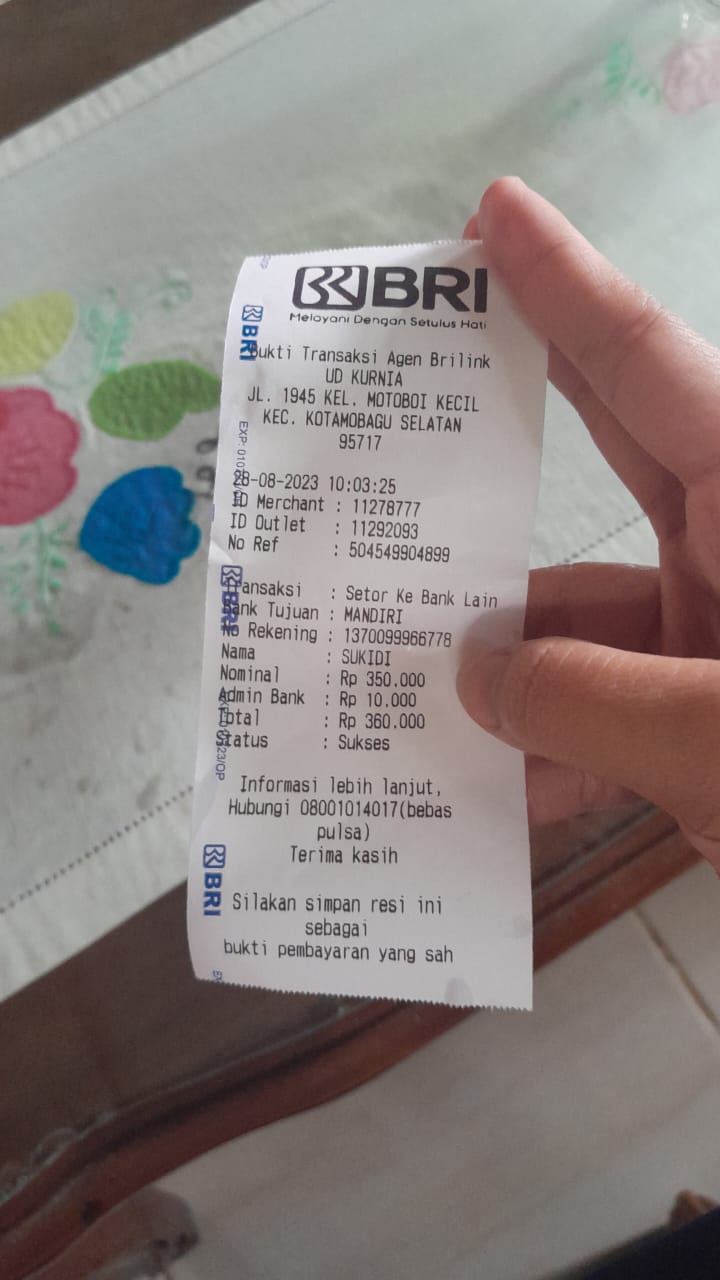 BRI
Melayani Dengan Setulus Hati
BRI
Bukti Transaksi Agen Brilink
UD KURNIA
JL. 1945 KEL. MOTOBOI KECIL
KEC. KOTAMOBAGU SELATAN
95717
28-08-2023 10:03:25
ID Merchant : 11278777
ID Outlet : 11292093
No Ref : 504549904899
BRI
Transaksi : Setor Ke Bank Lain
Bank Tujuan : MANDIRI
No Rekening : 1370099966778
Nama : SUKIDI
Nominal : Rp 350.000
Admin Bank : Rp 10.000
Total : Rp 360.000
Status : Sukses
Informasi lebih lanjut,
Hubungi 08001014017(bebas
pulsa)
Terima kasih
BRI
Silakan simpan resi ini
sebagai
bukti pembayaran yang sah